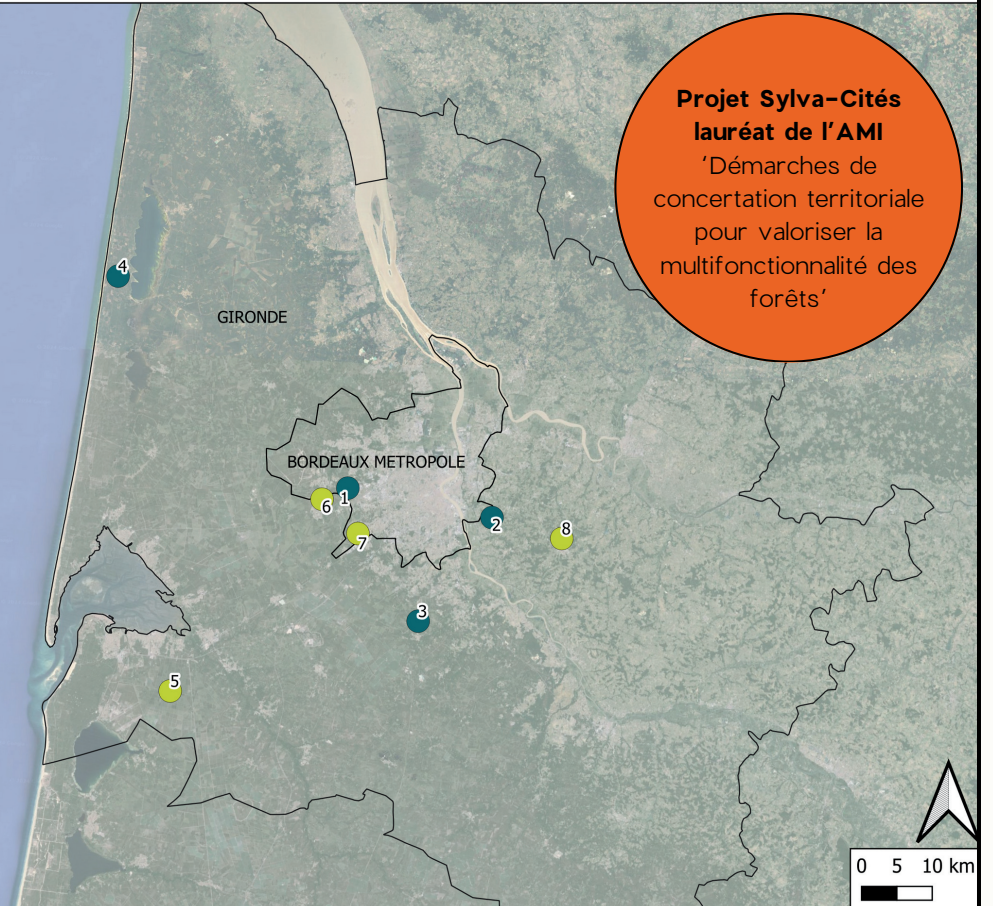 Projet Sylva-Cités
lauréat de l'AMI
‘Démarches de
concertation territoriale
pour valoriser la
multifonctionnalité des
forêts’
4
GIRONDE
BORDEAUX METROPOLE
1
6
2
8
7
3
5
0 5 10 km